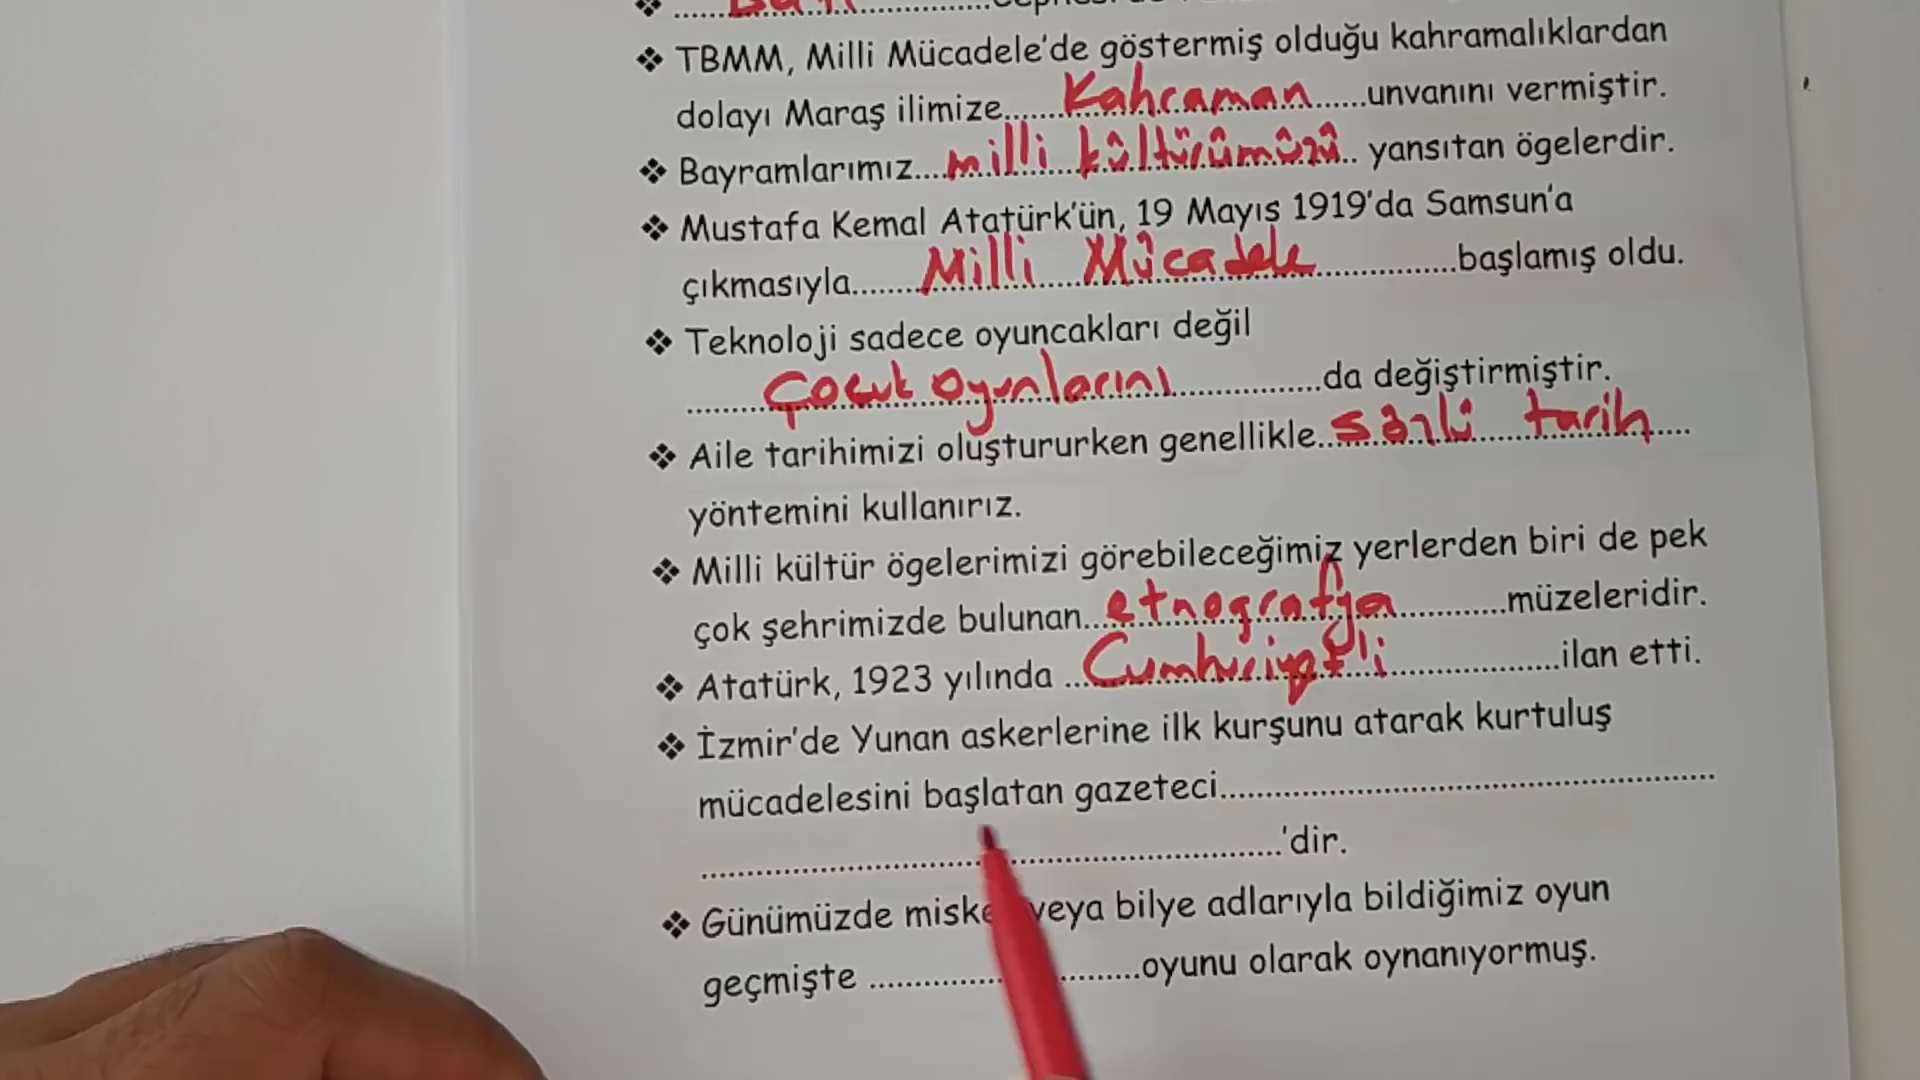 ❖ TBMM, Milli Mücadele'de göstermiş olduğu kahramalıklardan
dolayı Maraş ilimize......Kahraman......unvanını vermiştir.
❖ Bayramlarımız....milli kültürümüzü.. yansıtan ögelerdir.
❖ Mustafa Kemal Atatürk'ün, 19 Mayıs 1919'da Samsun'a
çıkmasıyla.......Milli Mücadele..............başlamış oldu.
❖ Teknoloji sadece oyuncakları değil
........Çocuk oyunlarını...............da değiştirmiştir.
❖ Aile tarihimizi oluştururken genellikle..sözlü tarih....
yöntemini kullanırız.
❖ Milli kültür ögelerimizi görebileceğimiz yerlerden biri de pek
çok şehrimizde bulunan..etnografya...........müzeleridir.
❖ Atatürk, 1923 yılında ..Cumhuriyeti.................ilan etti.
❖ İzmir'de Yunan askerlerine ilk kurşunu atarak kurtuluş
mücadelesini başlatan gazeteci..................................................
..........................................................'dir.
❖ Günümüzde misket veya bilye adlarıyla bildiğimiz oyun
geçmişte ...........................oyunu olarak oynanıyormuş.